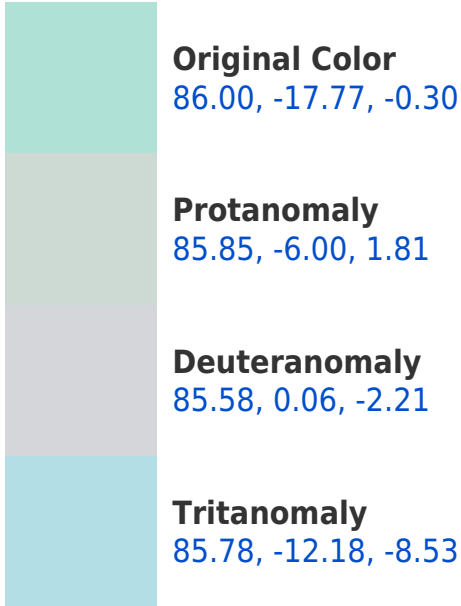 Original Color
86.00, -17.77, -0.30
Protanomaly
85.85, -6.00, 1.81
Deuteranomaly
85.58, 0.06, -2.21
Tritanomaly
85.78, -12.18, -8.53